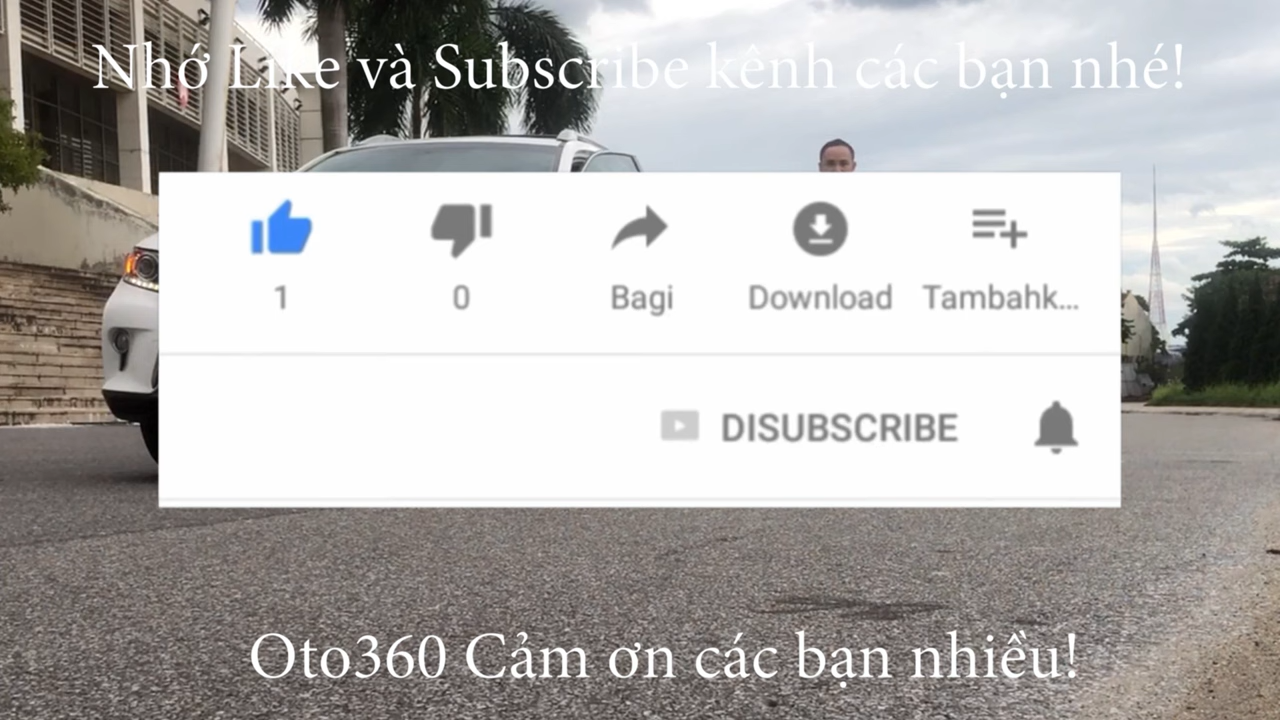 Nhớ Like và Subscribe kênh các bạn nhé!
1 0 Bagi Download Tambahk...
DISUBSCRIBE
Oto360 Cảm ơn các bạn nhiều!